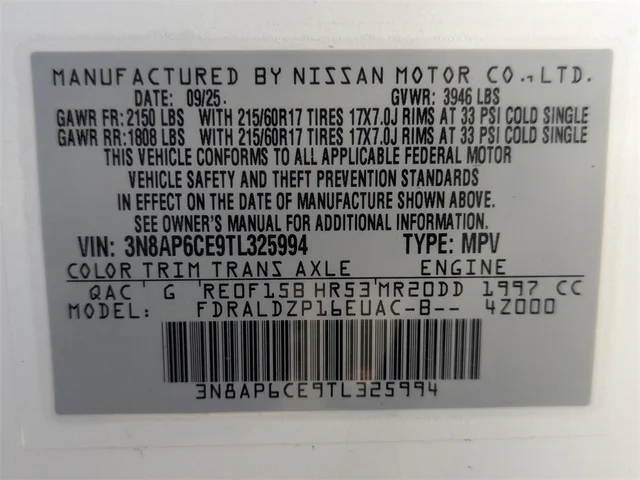 MANUFACTURED BY NISSAN MOTOR CO., LTD.
DATE: 09/25. GVWR: 3946 LBS
GAWR FR: 2150 LBS WITH 215/60R17 TIRES 17X7.0J RIMS AT 33 PSI COLD SINGLE
GAWR RR: 1808 LBS WITH 215/60R17 TIRES 17X7.0J RIMS AT 33 PSI COLD SINGLE
THIS VEHICLE CONFORMS TO ALL APPLICABLE FEDERAL MOTOR
VEHICLE SAFETY AND THEFT PREVENTION STANDARDS
IN EFFECT ON THE DATE OF MANUFACTURE SHOWN ABOVE.
SEE OWNER'S MANUAL FOR ADDITIONAL INFORMATION.
VIN: 3N8AP6CE9TL325994 TYPE: MPV
COLOR TRIM TRANS AXLE ENGINE
QAC G RE0F15B HR53 MR20DD 1997 CC
MODEL: FDRALDZP16EUAC-B-- 4Z000
3N8AP6CE9TL325994